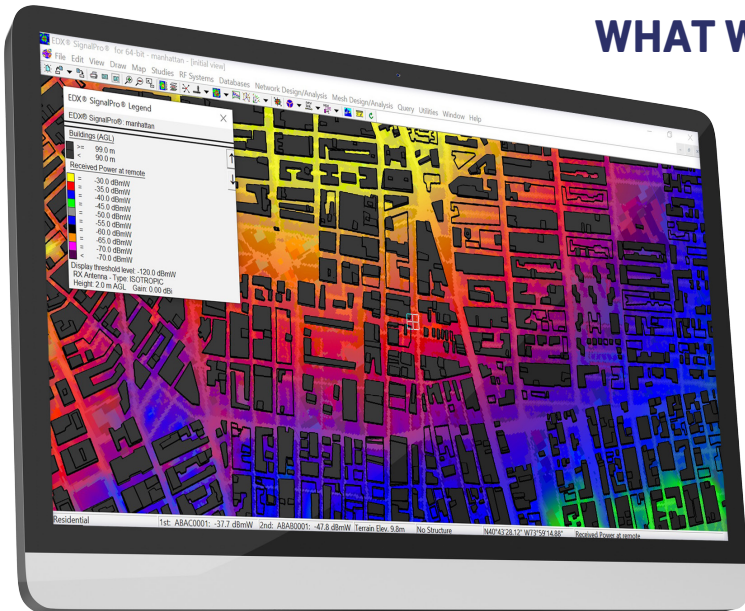 WHAT W
EDX® SignalPro® for 64-bit - manhattan - [initial view]
File Edit View Draw Map Studies RF Systems Databases Network Design/Analysis Mesh Design/Analysis Query Utilities Window Help
EDX® SignalPro® Legend
EDX® SignalPro®: manhattan
Buildings (AGL)
>= 99.0 m
< 90.0 m
Received Power at remote
= -30.0 dBmW
= -35.0 dBmW
= -40.0 dBmW
= -45.0 dBmW
= -50.0 dBmW
= -55.0 dBmW
= -60.0 dBmW
= -65.0 dBmW
= -70.0 dBmW
< -70.0 dBmW
Display threshold level: -120.0 dBmW
RX Antenna - Type: ISOTROPIC
Height: 2.0 m AGL Gain: 0.00 dBi
Residential 1st: ABAC0001: -37.7 dBmW 2nd: ABAB0001: -47.8 dBmW Terrain Elev. 9.8m No Structure N40°43'28.12" W73°59'14.88" Received Power at remote